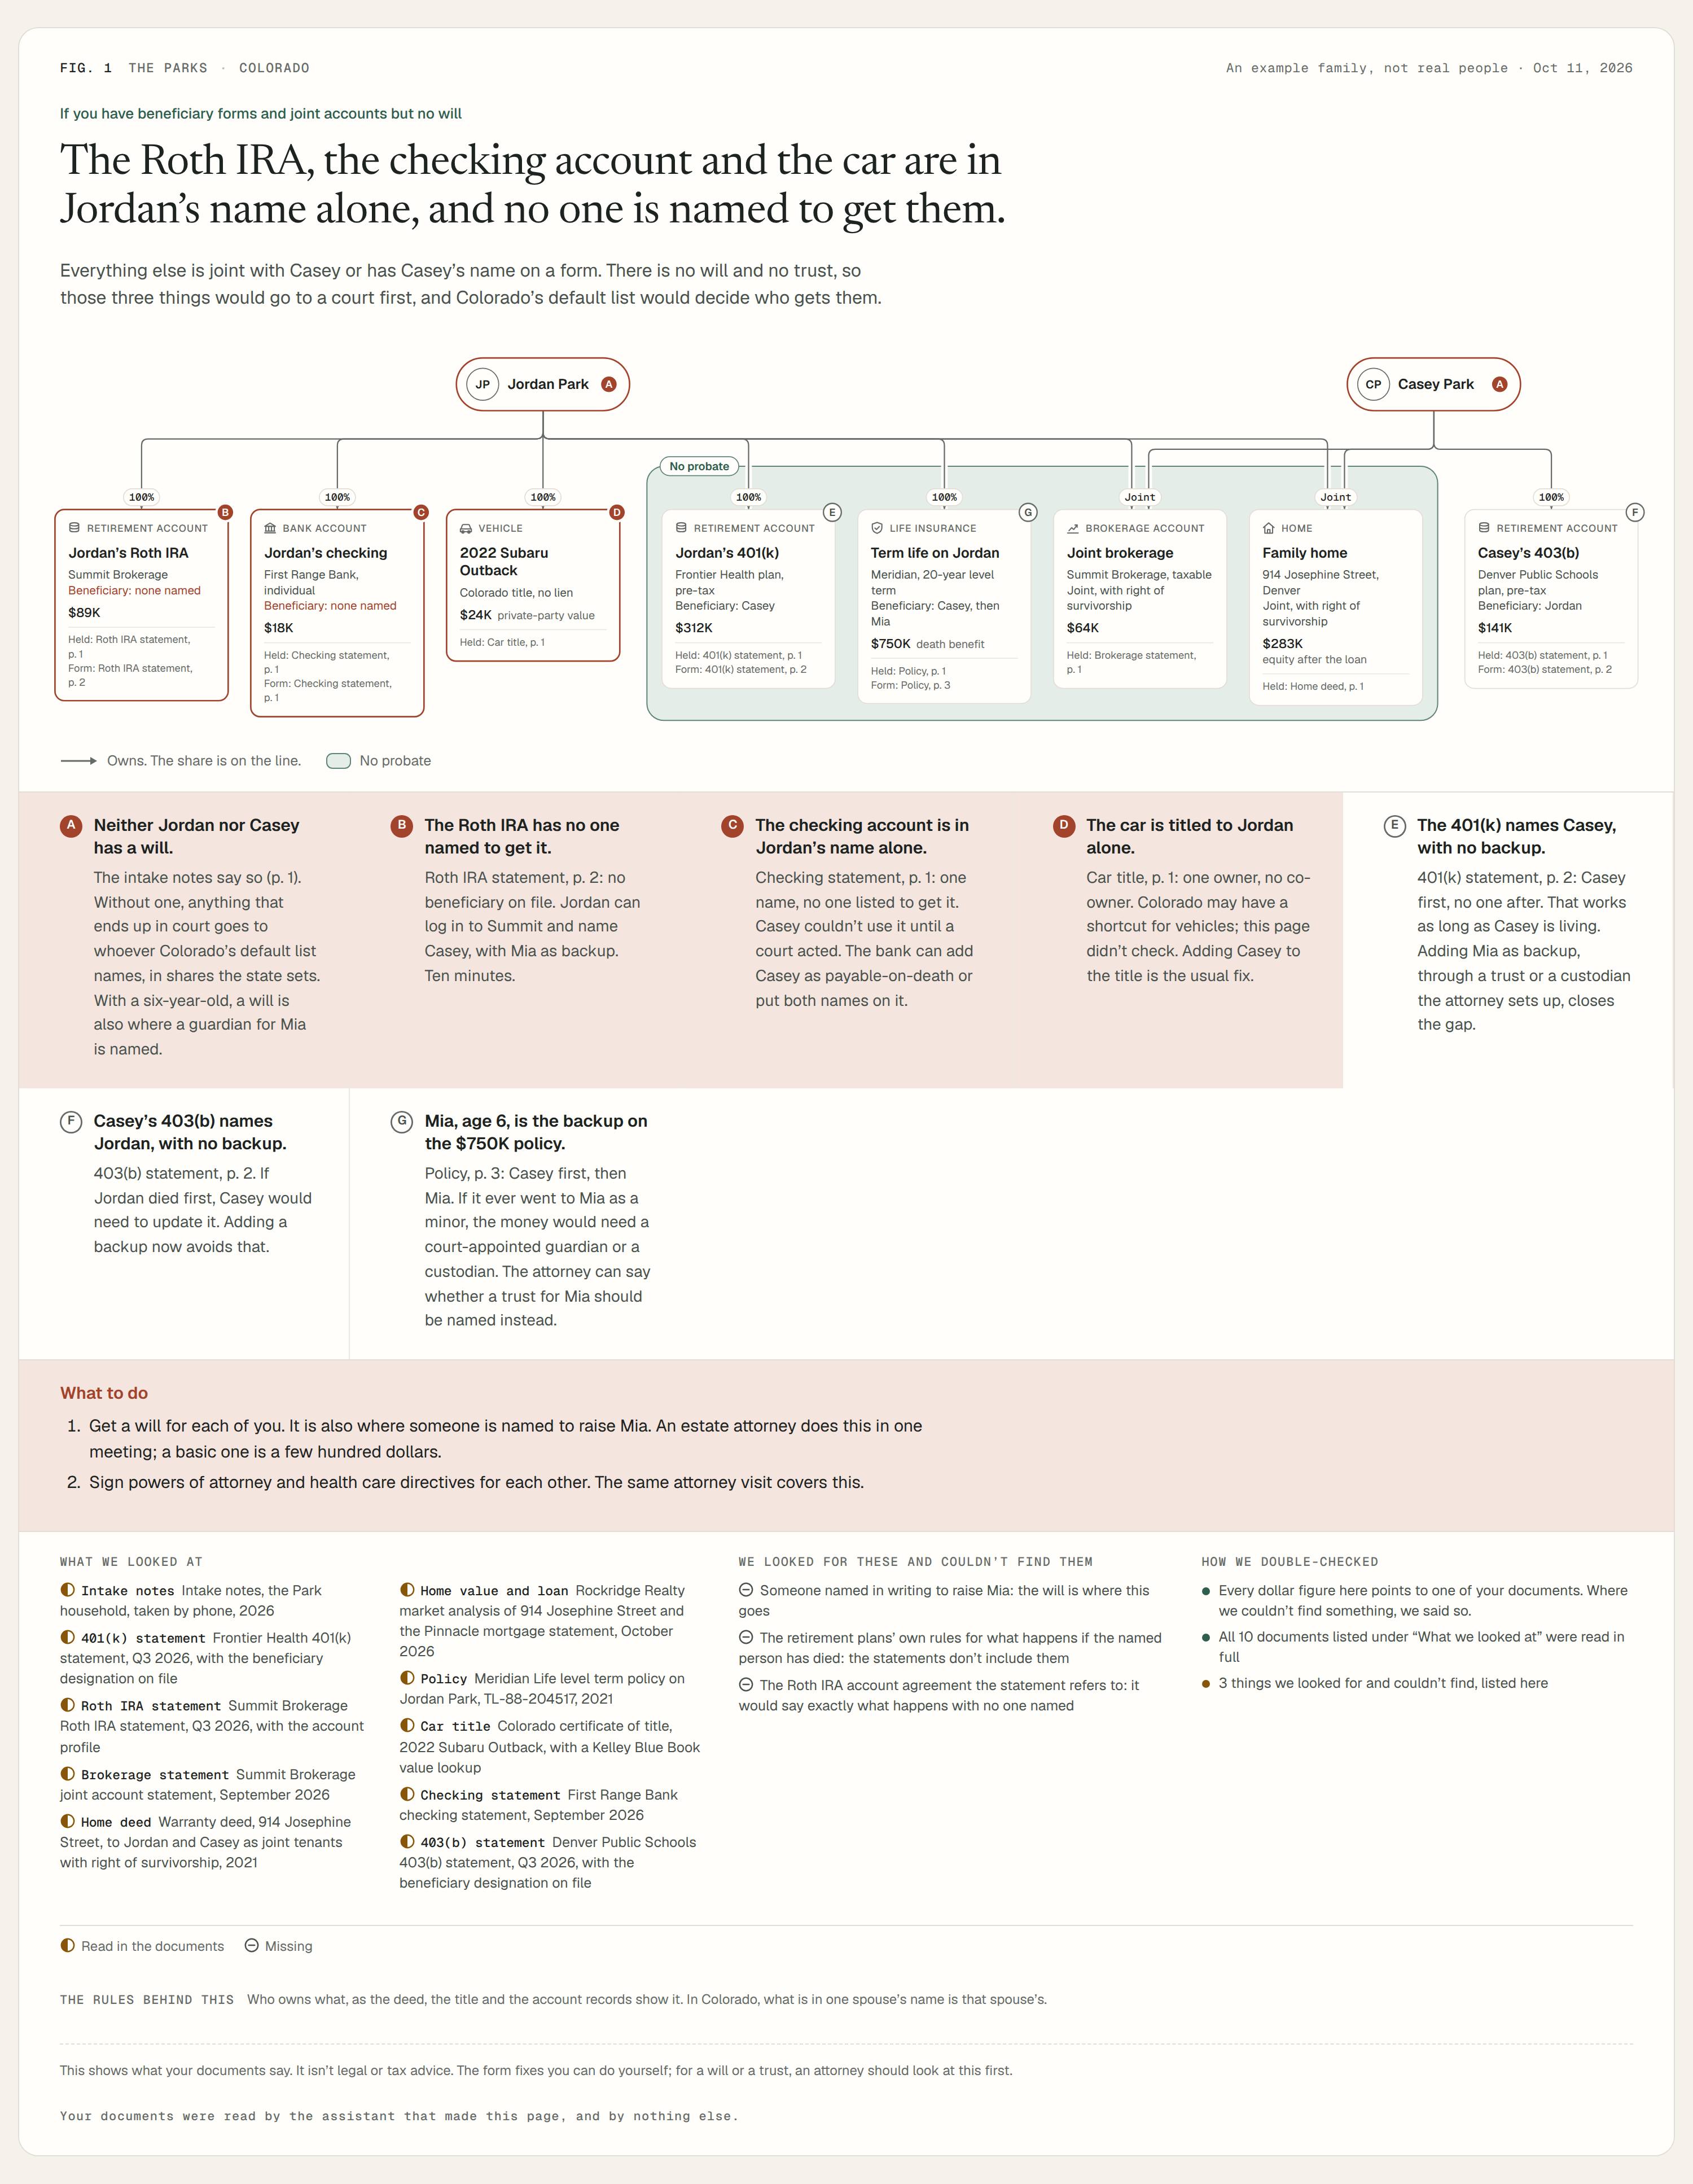 FIG. 1 THE PARKS · COLORADO
An example family, not real people · Oct 11, 2026
If you have beneficiary forms and joint accounts but no will
The Roth IRA, the checking account and the car are in
Jordan’s name alone, and no one is named to get them.
Everything else is joint with Casey or has Casey’s name on a form. There is no will and no trust, so
those three things would go to a court first, and Colorado’s default list would decide who gets them.
JP Jordan Park A
CP Casey Park A
No probate
100%
B
RETIREMENT ACCOUNT
Jordan’s Roth IRA
Summit Brokerage
Beneficiary: none named
$89K
Held: Roth IRA statement,
p. 1
Form: Roth IRA statement,
p. 2
100%
C
BANK ACCOUNT
Jordan’s checking
First Range Bank,
individual
Beneficiary: none named
$18K
Held: Checking statement,
p. 1
Form: Checking statement,
p. 1
100%
D
VEHICLE
2022 Subaru
Outback
Colorado title, no lien
$24K private-party value
Held: Car title, p. 1
100%
E
RETIREMENT ACCOUNT
Jordan’s 401(k)
Frontier Health plan,
pre-tax
Beneficiary: Casey
$312K
Held: 401(k) statement, p. 1
Form: 401(k) statement, p. 2
100%
G
LIFE INSURANCE
Term life on Jordan
Meridian, 20-year level
term
Beneficiary: Casey, then
Mia
$750K death benefit
Held: Policy, p. 1
Form: Policy, p. 3
Joint
BROKERAGE ACCOUNT
Joint brokerage
Summit Brokerage, taxable
Joint, with right of
survivorship
$64K
Held: Brokerage statement,
p. 1
Joint
HOME
Family home
914 Josephine Street,
Denver
Joint, with right of
survivorship
$283K
equity after the loan
Held: Home deed, p. 1
100%
F
RETIREMENT ACCOUNT
Casey’s 403(b)
Denver Public Schools
plan, pre-tax
Beneficiary: Jordan
$141K
Held: 403(b) statement, p. 1
Form: 403(b) statement, p. 2
Owns. The share is on the line.
No probate
A Neither Jordan nor Casey
has a will.
The intake notes say so (p. 1).
Without one, anything that
ends up in court goes to
whoever Colorado’s default list
names, in shares the state sets.
With a six-year-old, a will is
also where a guardian for Mia
is named.
B The Roth IRA has no one
named to get it.
Roth IRA statement, p. 2: no
beneficiary on file. Jordan can
log in to Summit and name
Casey, with Mia as backup.
Ten minutes.
C The checking account is in
Jordan’s name alone.
Checking statement, p. 1: one
name, no one listed to get it.
Casey couldn’t use it until a
court acted. The bank can add
Casey as payable-on-death or
put both names on it.
D The car is titled to Jordan
alone.
Car title, p. 1: one owner, no co-
owner. Colorado may have a
shortcut for vehicles; this page
didn’t check. Adding Casey to
the title is the usual fix.
E The 401(k) names Casey,
with no backup.
401(k) statement, p. 2: Casey
first, no one after. That works
as long as Casey is living.
Adding Mia as backup,
through a trust or a custodian
the attorney sets up, closes
the gap.
F Casey’s 403(b) names
Jordan, with no backup.
403(b) statement, p. 2. If
Jordan died first, Casey would
need to update it. Adding a
backup now avoids that.
G Mia, age 6, is the backup on
the $750K policy.
Policy, p. 3: Casey first, then
Mia. If it ever went to Mia as a
minor, the money would need a
court-appointed guardian or a
custodian. The attorney can say
whether a trust for Mia should
be named instead.
What to do
1. Get a will for each of you. It is also where someone is named to raise Mia. An estate attorney does this in one
meeting; a basic one is a few hundred dollars.
2. Sign powers of attorney and health care directives for each other. The same attorney visit covers this.
WHAT WE LOOKED AT
Intake notes Intake notes, the Park
household, taken by phone, 2026
401(k) statement Frontier Health 401(k)
statement, Q3 2026, with the beneficiary
designation on file
Roth IRA statement Summit Brokerage
Roth IRA statement, Q3 2026, with the account
profile
Brokerage statement Summit Brokerage
joint account statement, September 2026
Home deed Warranty deed, 914 Josephine
Street, to Jordan and Casey as joint tenants
with right of survivorship, 2021
Home value and loan Rockridge Realty
market analysis of 914 Josephine Street and
the Pinnacle mortgage statement, October
2026
Policy Meridian Life level term policy on
Jordan Park, TL-88-204517, 2021
Car title Colorado certificate of title,
2022 Subaru Outback, with a Kelley Blue Book
value lookup
Checking statement First Range Bank
checking statement, September 2026
403(b) statement Denver Public Schools
403(b) statement, Q3 2026, with the
beneficiary designation on file
WE LOOKED FOR THESE AND COULDN’T FIND THEM
Someone named in writing to raise Mia: the will is where this
goes
The retirement plans’ own rules for what happens if the named
person has died: the statements don’t include them
The Roth IRA account agreement the statement refers to: it
would say exactly what happens with no one named
HOW WE DOUBLE-CHECKED
Every dollar figure here points to one of your documents. Where
we couldn’t find something, we said so.
All 10 documents listed under “What we looked at” were read in
full
3 things we looked for and couldn’t find, listed here
Read in the documents
Missing
THE RULES BEHIND THIS Who owns what, as the deed, the title and the account records show it. In Colorado, what is in one spouse’s name is that spouse’s.
This shows what your documents say. It isn’t legal or tax advice. The form fixes you can do yourself; for a will or a trust, an attorney should look at this first.
Your documents were read by the assistant that made this page, and by nothing else.